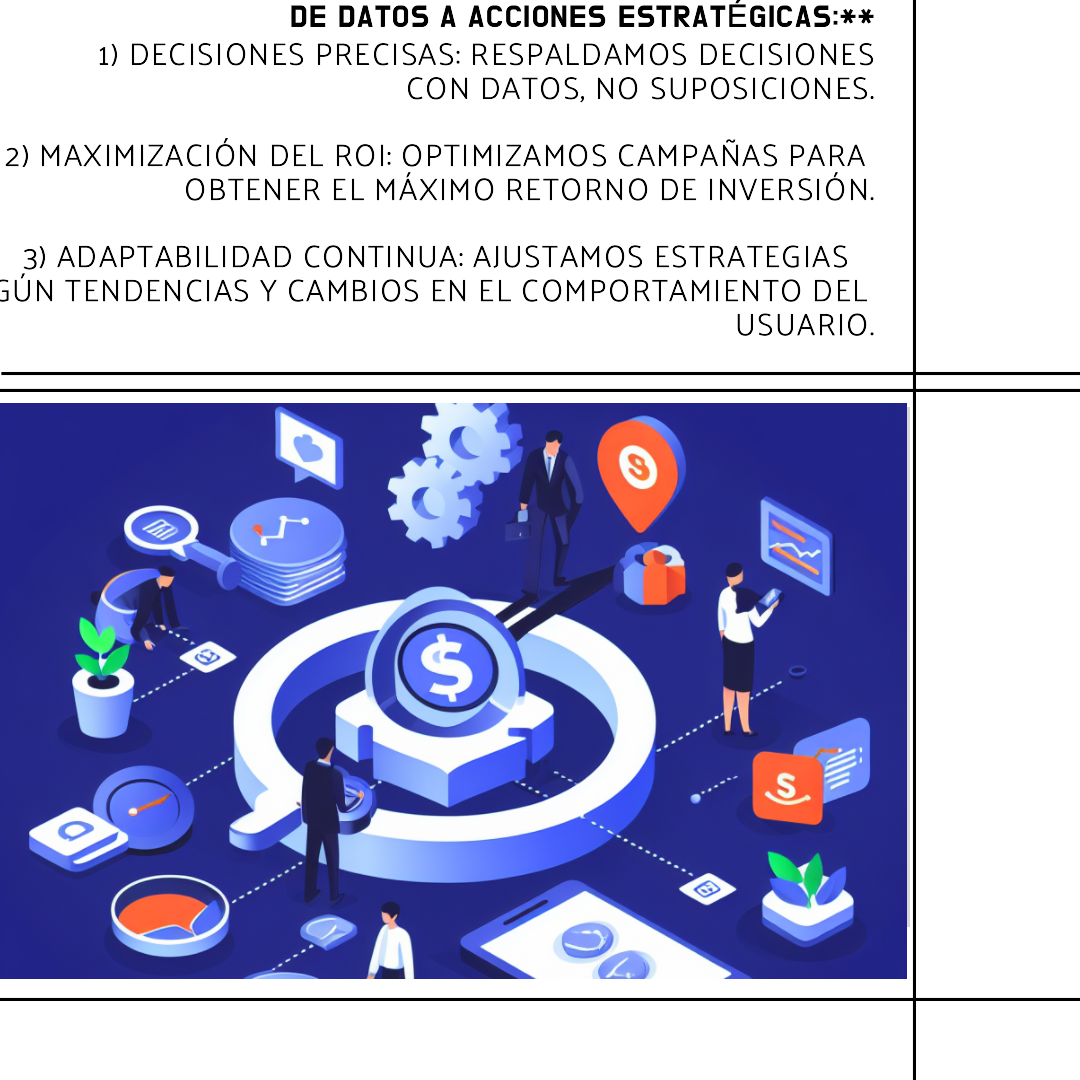 DE DATOS A ACCIONES ESTRATÉGICAS:**
1) DECISIONES PRECISAS: RESPALDAMOS DECISIONES
CON DATOS, NO SUPOSICIONES.
2) MAXIMIZACIÓN DEL ROI: OPTIMIZAMOS CAMPAÑAS PARA
OBTENER EL MÁXIMO RETORNO DE INVERSIÓN.
3) ADAPTABILIDAD CONTINUA: AJUSTAMOS ESTRATEGIAS
GÚN TENDENCIAS Y CAMBIOS EN EL COMPORTAMIENTO DEL
USUARIO.
$
S
S